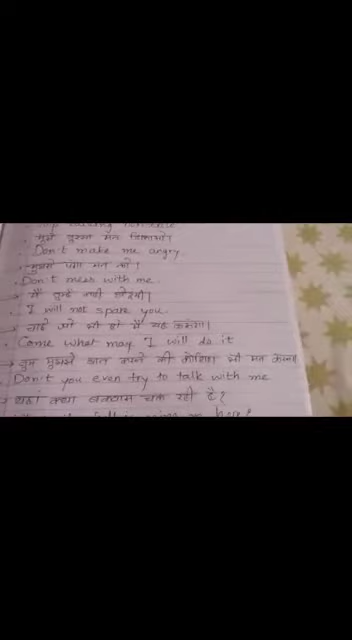 मुझे गुस्सा मत दिलाओ।
Don't make me angry
मुझसे पंगा मत लो।
Don't mess with me
मैं तुम्हें नहीं छोडूंगी।
I will not spare you
चाहे जो भी हो मैं यह करूंगा।
Come what may I will do it
तुम मुझसे बात करने की कोशिश भी मत करना
Don't you even try to talk with me
यहां क्या बकवास चल रही है?
here?